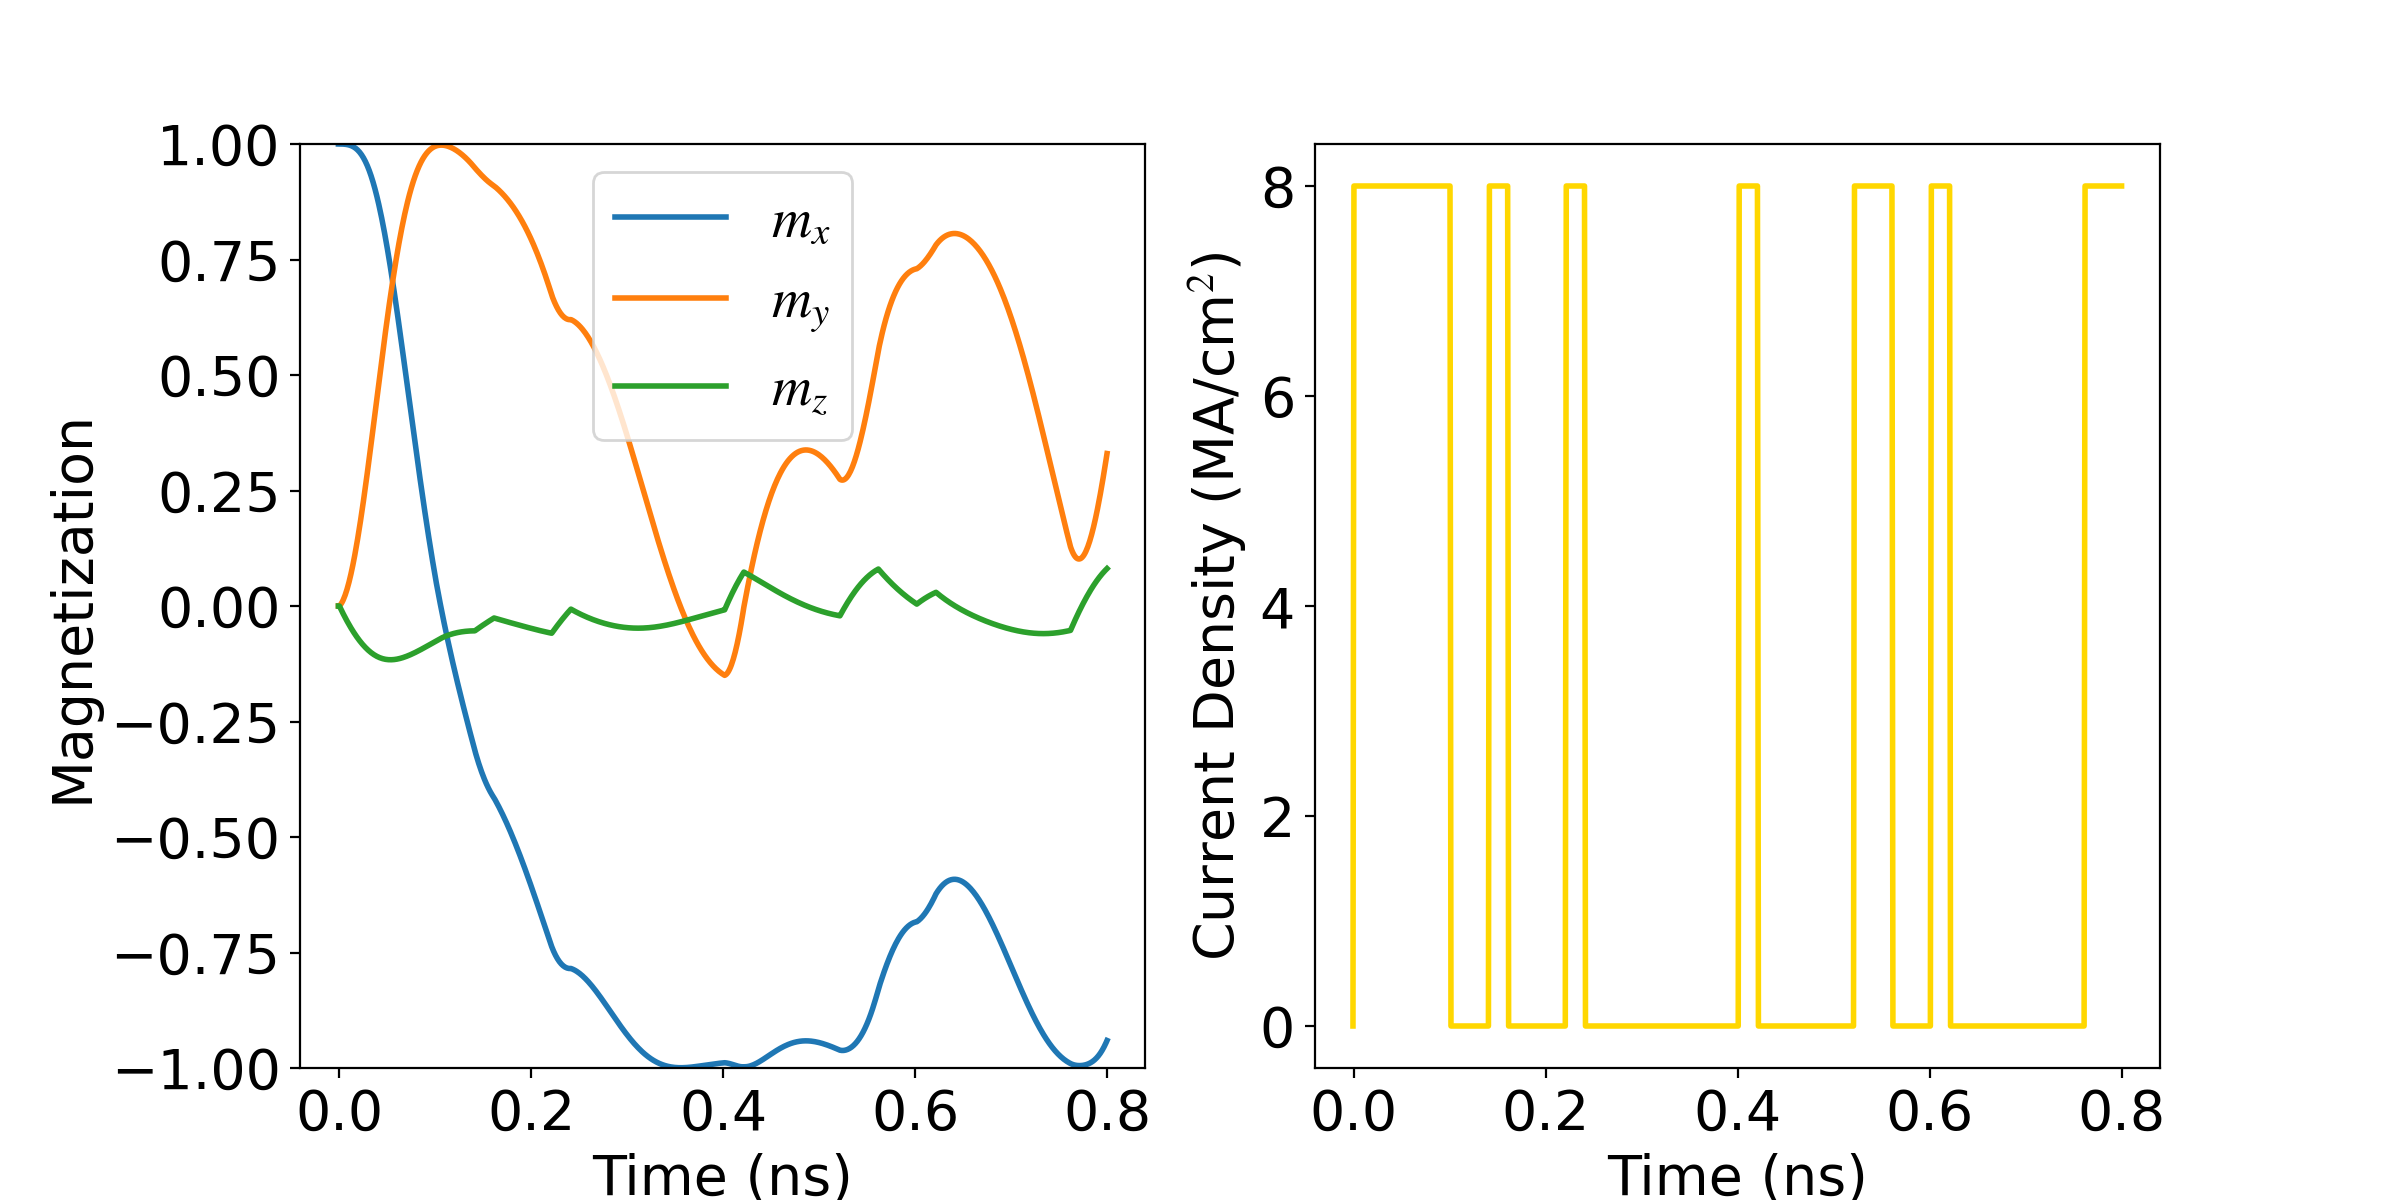 1.00
0.75
0.50
0.25
0.00
−0.25
−0.50
−0.75
−1.00
Magnetization
0.0 0.2 0.4 0.6 0.8
Time (ns)
m_x
m_y
m_z
8
6
4
2
0
Current Density (MA/cm²)
0.0 0.2 0.4 0.6 0.8
Time (ns)